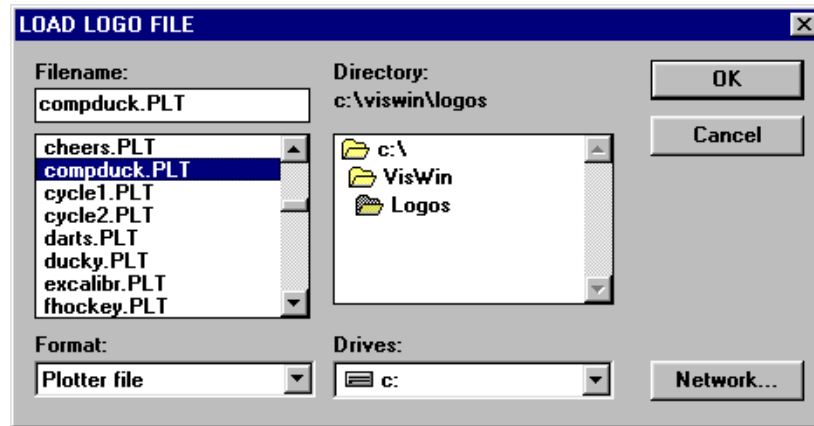 LOAD LOGO FILE
Filename:
compduck.PLT
cheers.PLT
compduck.PLT
cycle1.PLT
cycle2.PLT
darts.PLT
ducky.PLT
excalibr.PLT
fhockey.PLT
Format:
Plotter file
Directory:
c:\viswin\logos
c:\
VisWin
Logos
Drives:
c:
OK
Cancel
Network...